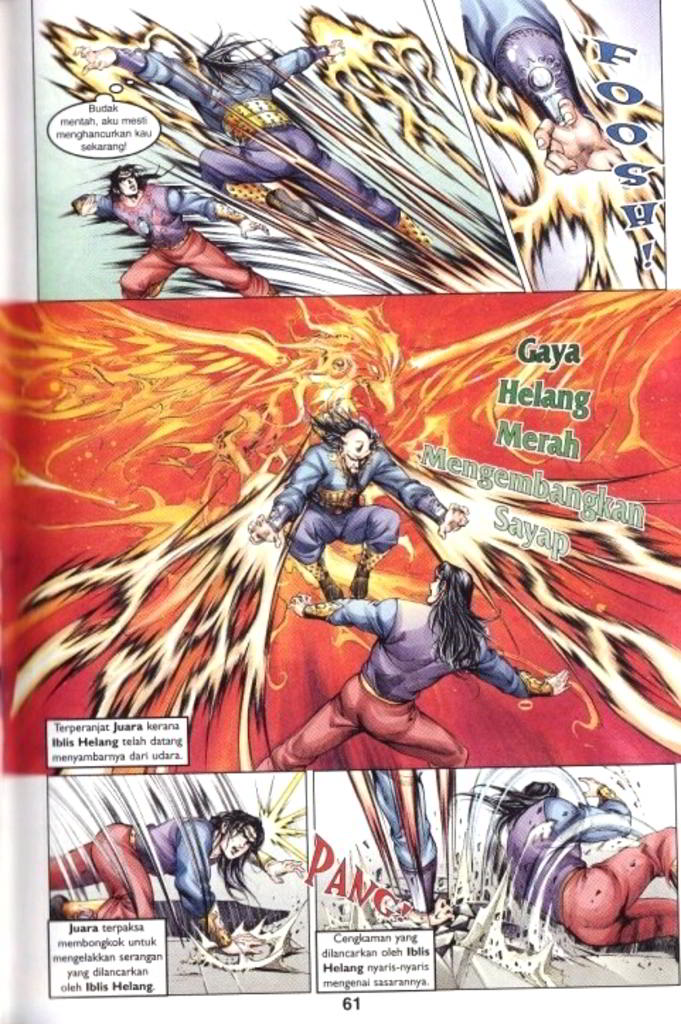 Budak
mentah, aku mesti
menghancurkan kau
sekarang!
FOOSH!
Gaya
Helang
Merah
Mengembangkan
Sayap
Terperanjat Juara kerana
Iblis Helang telah datang
menyambarnya dari udara.
Juara terpaksa
membongkok untuk
mengelakkan serangan
yang dilancarkan
oleh Iblis Helang.
PANG!
Cengkaman yang
dilancarkan oleh Iblis
Helang nyaris-nyaris
mengenai sasarannya.
61